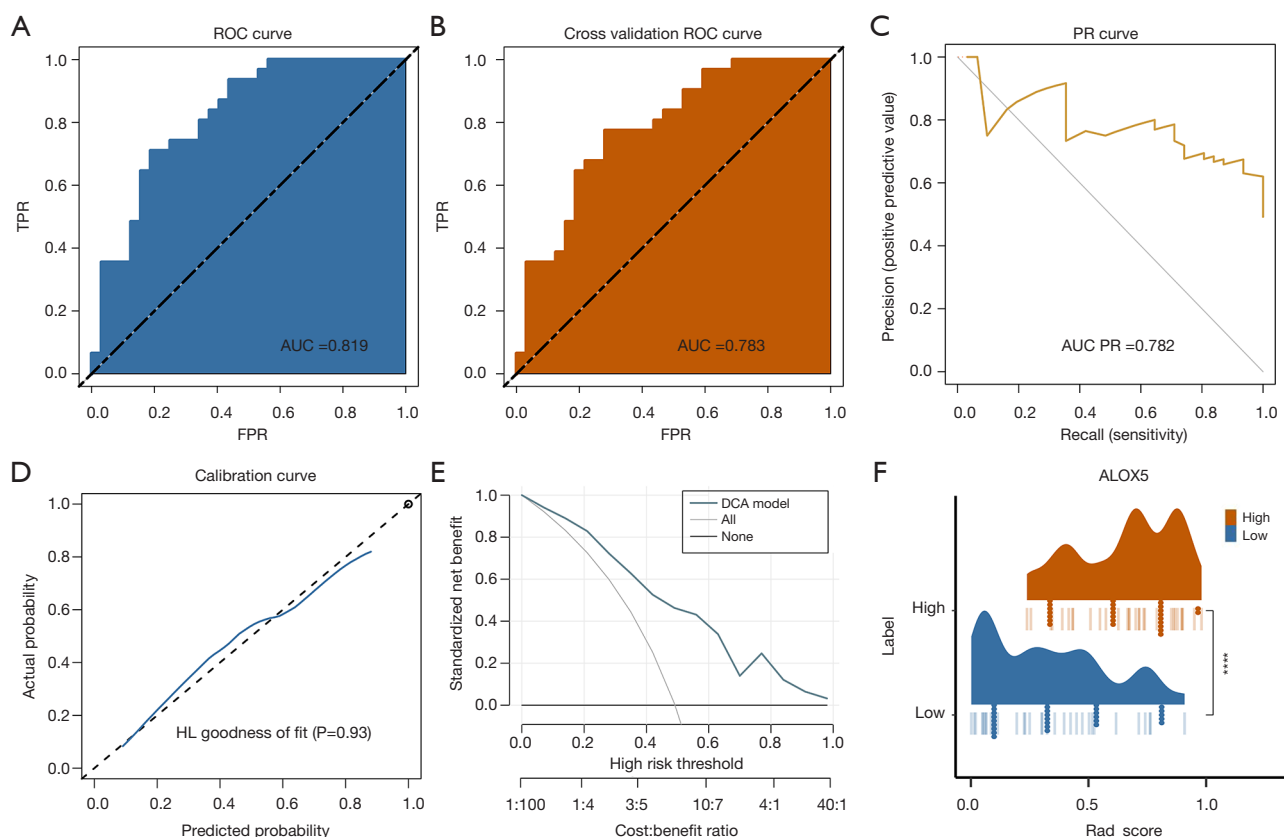 A
ROC curve
1.0
0.8
0.6
0.4
0.2
0.0
TPR
AUC =0.819
0.0 0.2 0.4 0.6 0.8 1.0
FPR
B
Cross validation ROC curve
1.0
0.8
0.6
0.4
0.2
0.0
TPR
AUC =0.783
0.0 0.2 0.4 0.6 0.8 1.0
FPR
C
PR curve
1.0
0.8
0.6
0.4
0.2
0.0
Precision (positive predictive value)
AUC PR =0.782
0.0 0.2 0.4 0.6 0.8 1.0
Recall (sensitivity)
D
Calibration curve
1.0
0.8
0.6
0.4
0.2
0.0
Actual probability
HL goodness of fit (P=0.93)
0.0 0.2 0.4 0.6 0.8 1.0
Predicted probability
E
1.0
0.8
0.6
0.4
0.2
0.0
Standardized net benefit
DCA model
All
None
0.0 0.2 0.4 0.6 0.8 1.0
High risk threshold
1:100 1:4 3:5 10:7 4:1 40:1
Cost:benefit ratio
F
ALOX5
High
Low
High
Low
Label
****
0.0 0.5 1.0
Rad_score